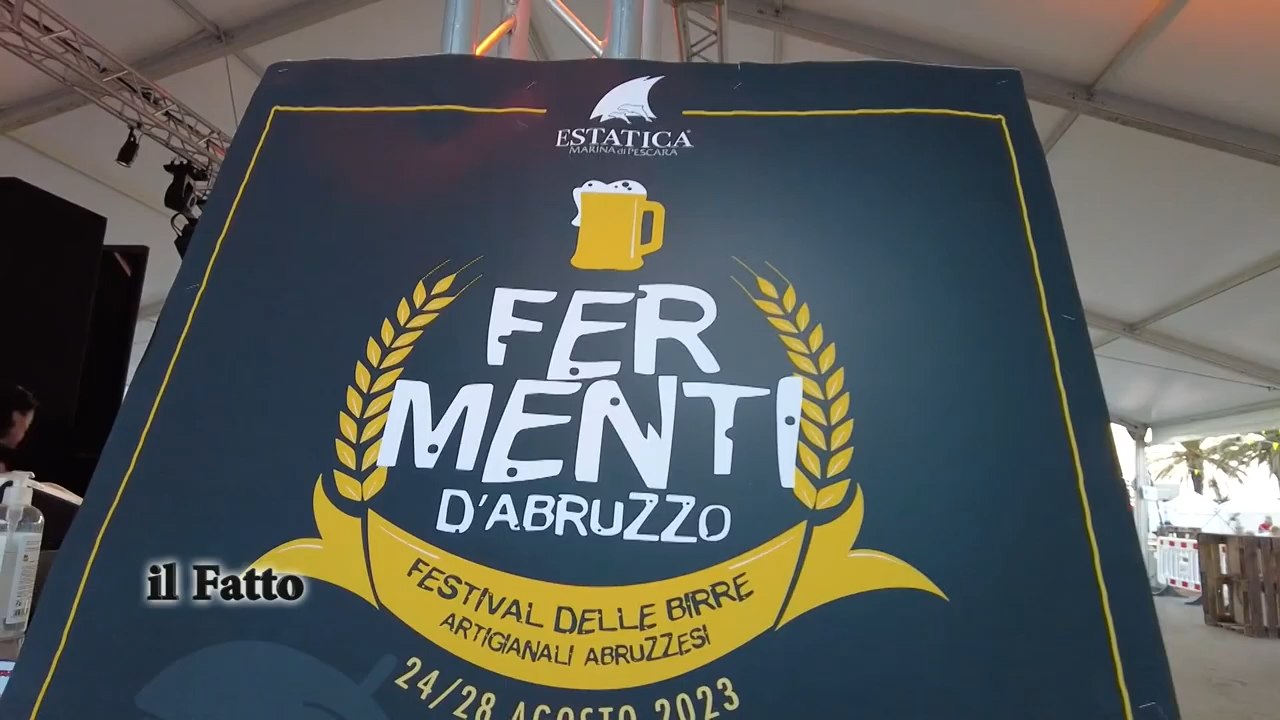 ESTATICA
MARINA di PESCARA
FER
MENTI
D'ABRUZZO
FESTIVAL DELLE BIRRE
ARTIGIANALI ABRUZZESI
24/28 AGOSTO 2023
il Fatto